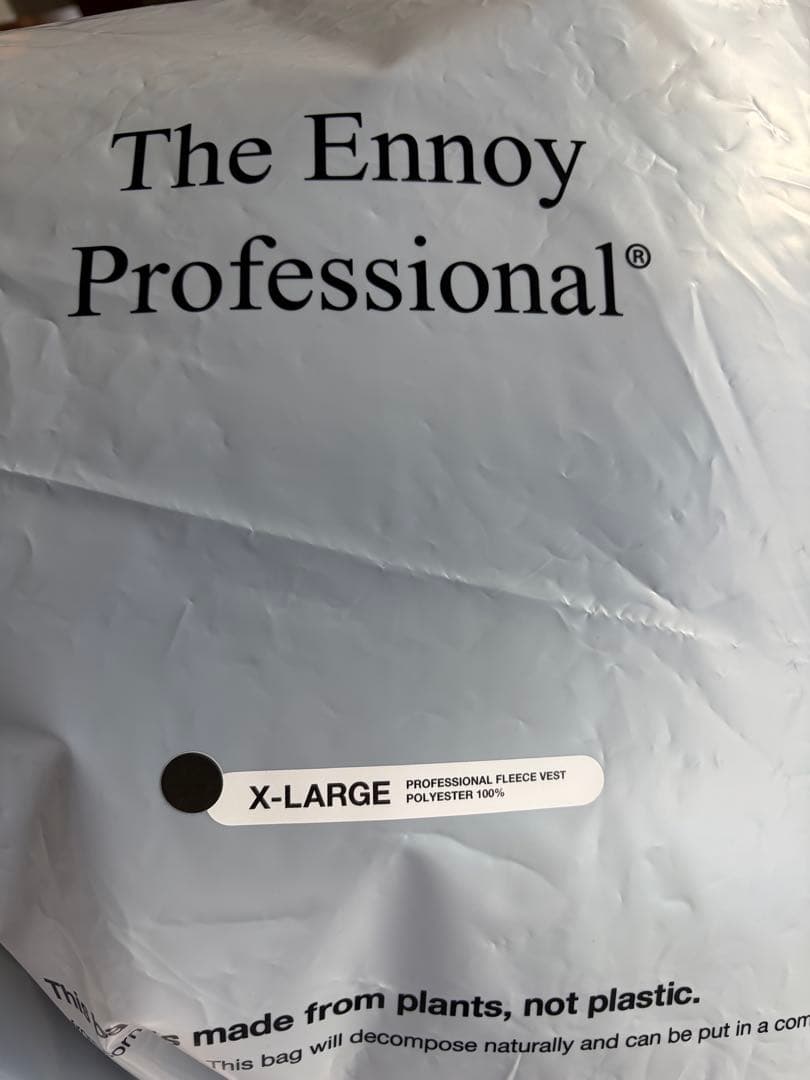 The Ennoy
Professional®
X-LARGE
PROFESSIONAL FLEECE VEST
POLYESTER 100%
This made from plants, not plastic.
This bag will decompose naturally and can be put in a